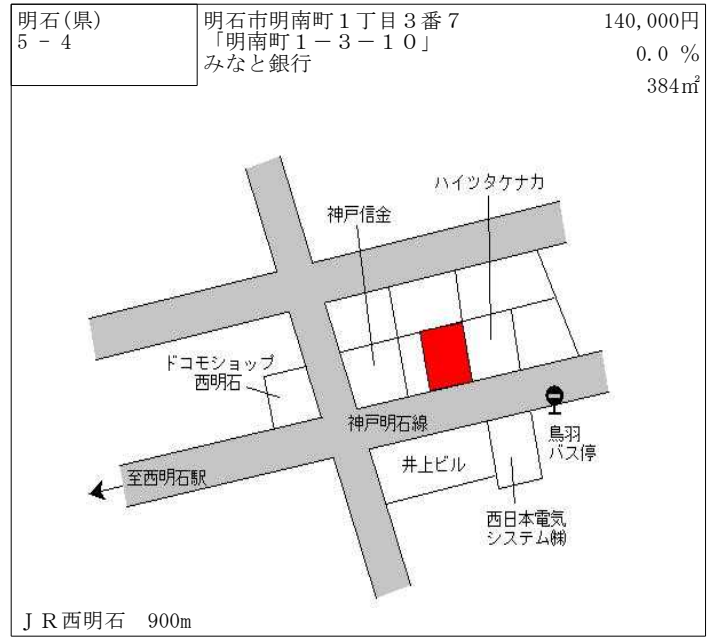 明石(県)
5 - 4
明石市明南町１丁目３番７
「明南町１－３－１０」
みなと銀行
140,000円
0.0 %
384㎡
ハイツタケナカ
神戸信金
ドコモショップ
西明石
神戸明石線
鳥羽
バス停
井上ビル
至西明石駅
西日本電気
システム㈱
ＪＲ西明石　900m